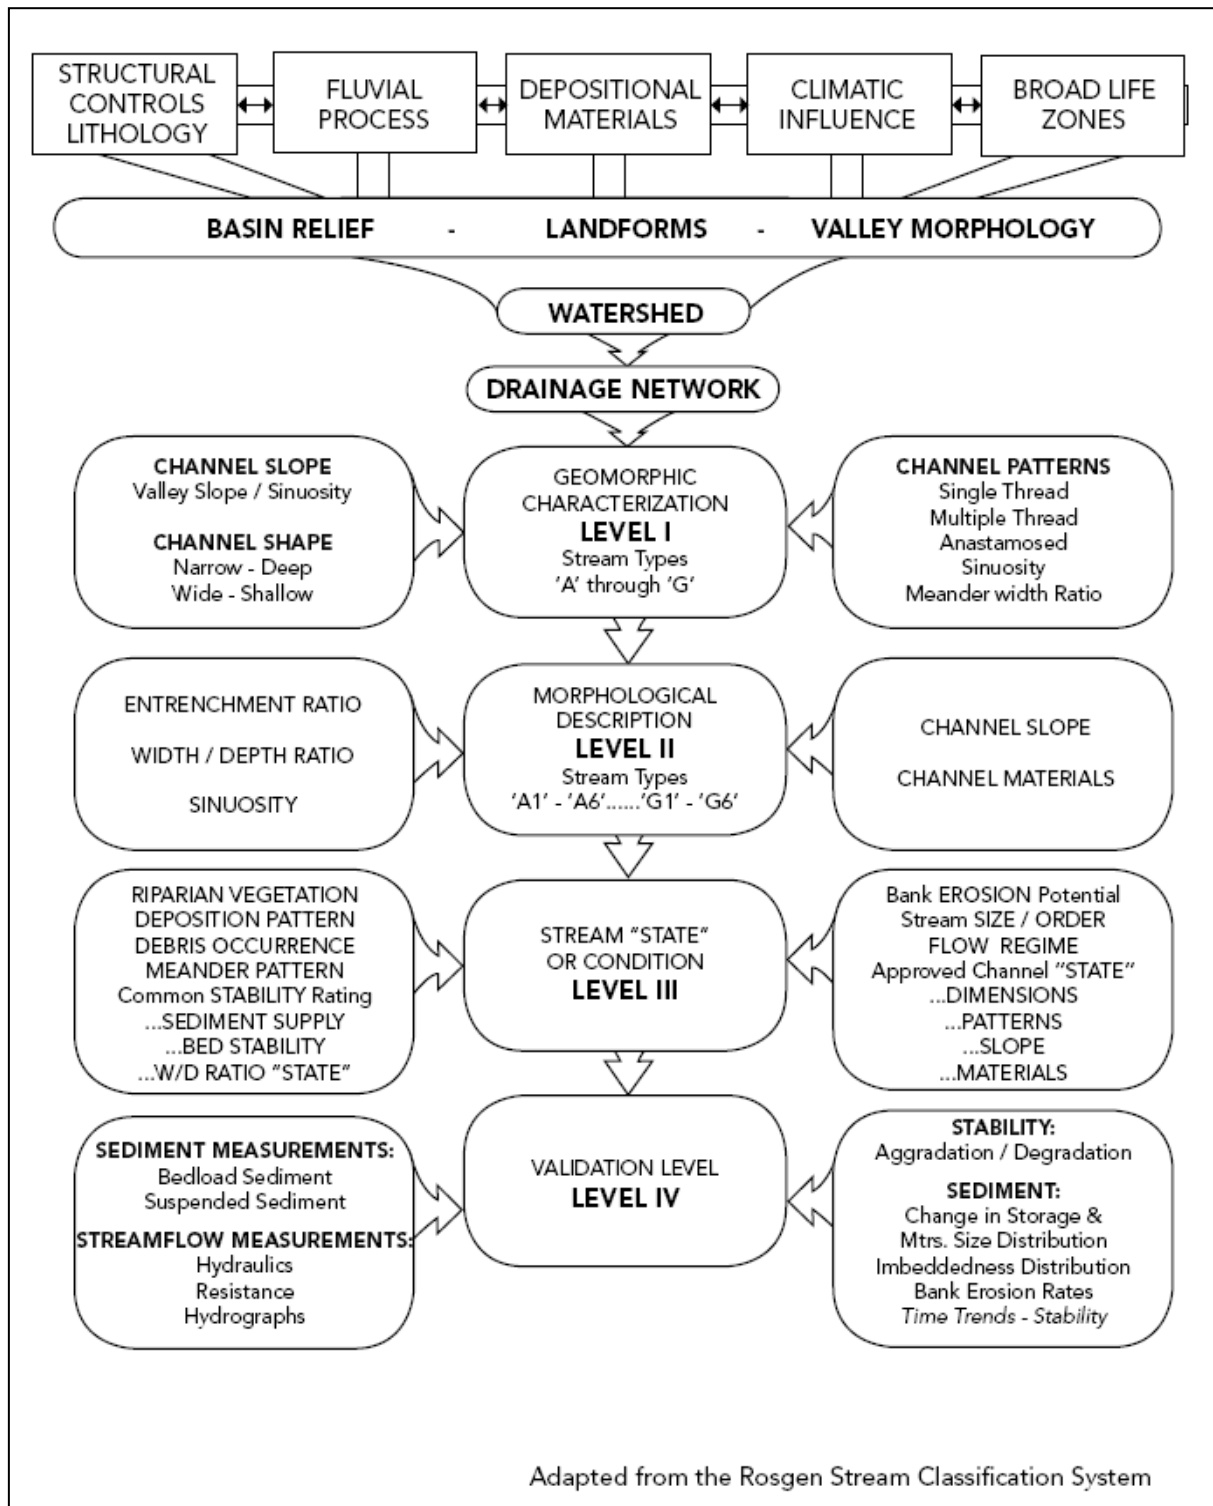 STRUCTURAL
CONTROLS
LITHOLOGY
FLUVIAL
PROCESS
DEPOSITIONAL
MATERIALS
CLIMATIC
INFLUENCE
BROAD LIFE
ZONES
BASIN RELIEF - LANDFORMS - VALLEY MORPHOLOGY
WATERSHED
DRAINAGE NETWORK
CHANNEL SLOPE
Valley Slope / Sinuosity
CHANNEL SHAPE
Narrow - Deep
Wide - Shallow
GEOMORPHIC
CHARACTERIZATION
LEVEL I
Stream Types
'A' through 'G'
CHANNEL PATTERNS
Single Thread
Multiple Thread
Anastamosed
Sinuosity
Meander width Ratio
ENTRENCHMENT RATIO
WIDTH / DEPTH RATIO
SINUOSITY
MORPHOLOGICAL
DESCRIPTION
LEVEL II
Stream Types
'A1' - 'A6'......'G1' - 'G6'
CHANNEL SLOPE
CHANNEL MATERIALS
RIPARIAN VEGETATION
DEPOSITION PATTERN
DEBRIS OCCURRENCE
MEANDER PATTERN
Common STABILITY Rating
...SEDIMENT SUPPLY
...BED STABILITY
...W/D RATIO "STATE"
STREAM "STATE"
OR CONDITION
LEVEL III
Bank EROSION Potential
Stream SIZE / ORDER
FLOW REGIME
Approved Channel "STATE"
...DIMENSIONS
...PATTERNS
...SLOPE
...MATERIALS
SEDIMENT MEASUREMENTS:
Bedload Sediment
Suspended Sediment
STREAMFLOW MEASUREMENTS:
Hydraulics
Resistance
Hydrographs
VALIDATION LEVEL
LEVEL IV
STABILITY:
Aggradation / Degradation
SEDIMENT:
Change in Storage &
Mtrs. Size Distribution
Imbeddedness Distribution
Bank Erosion Rates
Time Trends - Stability
Adapted from the Rosgen Stream Classification System